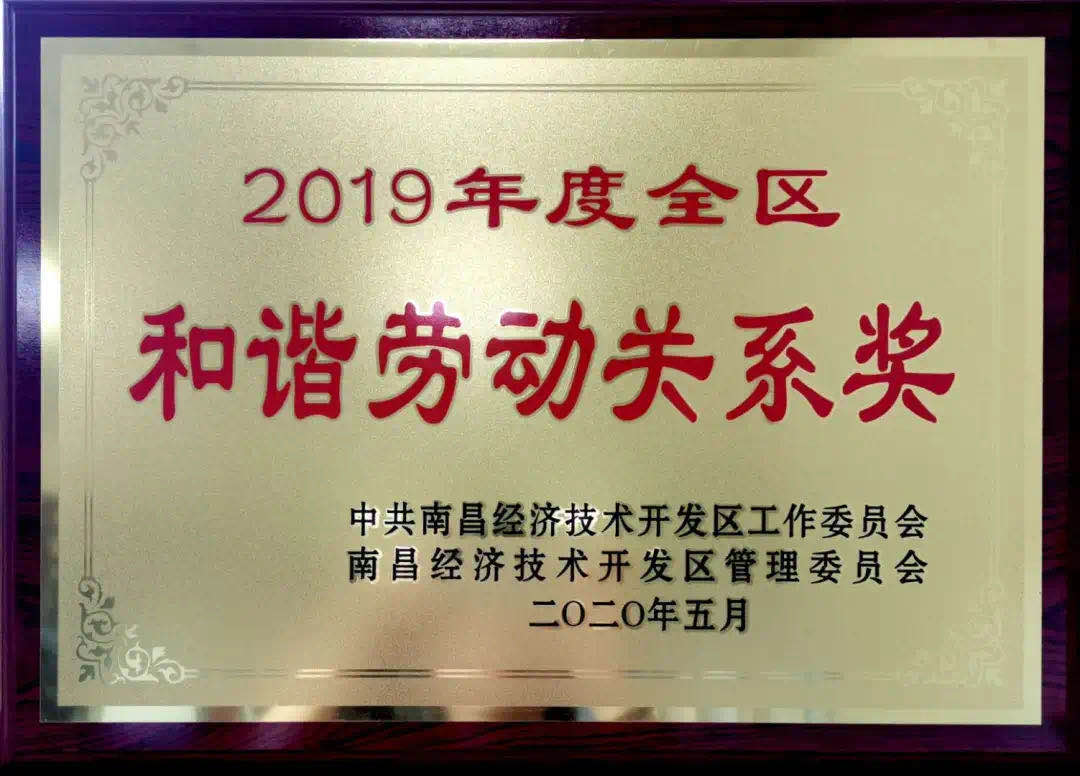 2019年度全区
和谐劳动关系奖
中共南昌经济技术开发区工作委员会
南昌经济技术开发区管理委员会
二〇二〇年五月